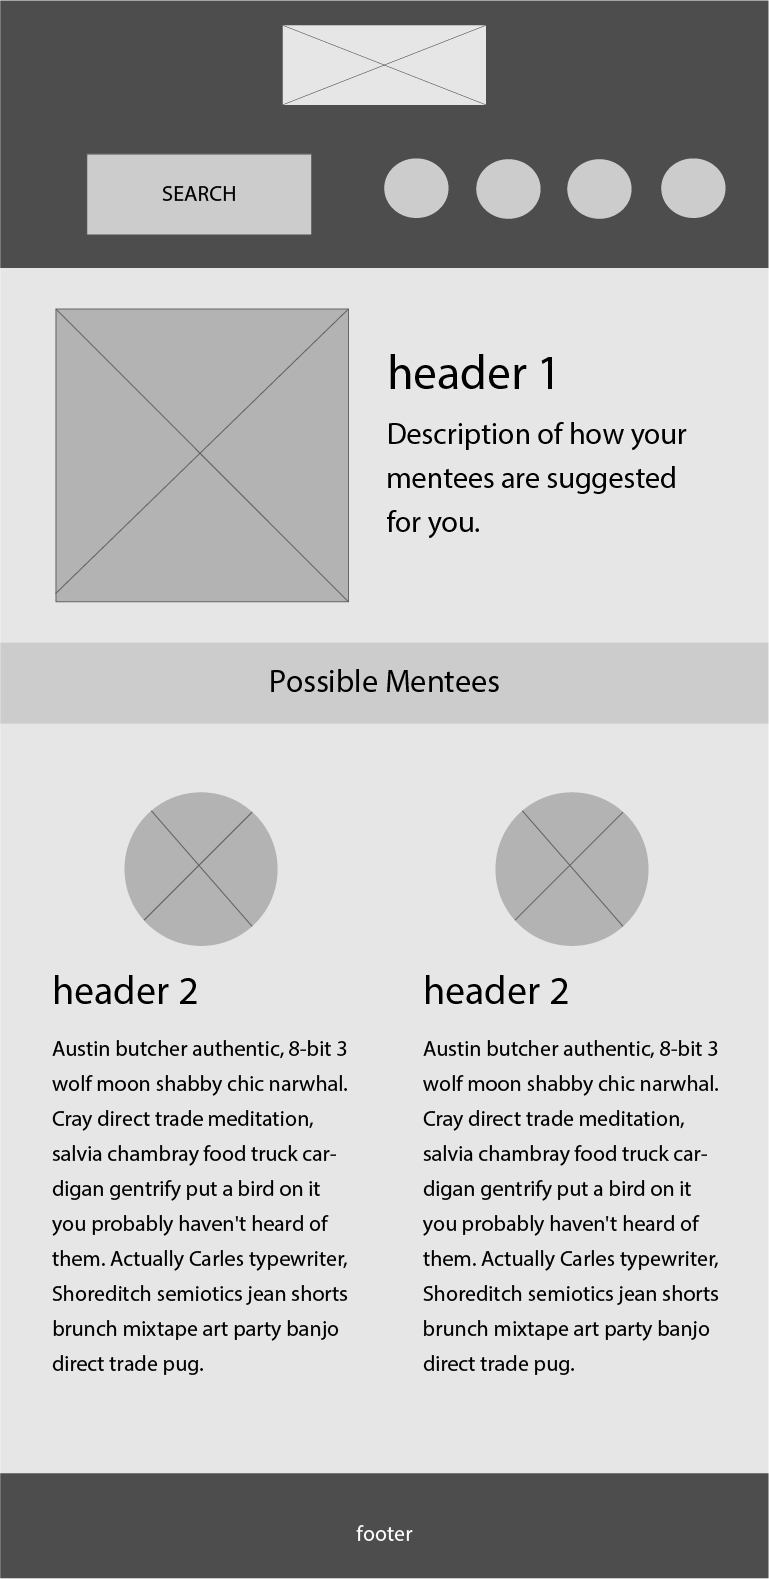 SEARCH
header 1
Description of how your
mentees are suggested
for you.
Possible Mentees
header 2
Austin butcher authentic, 8-bit 3
wolf moon shabby chic narwhal.
Cray direct trade meditation,
salvia chambray food truck car-
digan gentrify put a bird on it
you probably haven't heard of
them. Actually Carles typewriter,
Shoreditch semiotics jean shorts
brunch mixtape art party banjo
direct trade pug.
header 2
Austin butcher authentic, 8-bit 3
wolf moon shabby chic narwhal.
Cray direct trade meditation,
salvia chambray food truck car-
digan gentrify put a bird on it
you probably haven't heard of
them. Actually Carles typewriter,
Shoreditch semiotics jean shorts
brunch mixtape art party banjo
direct trade pug.
footer